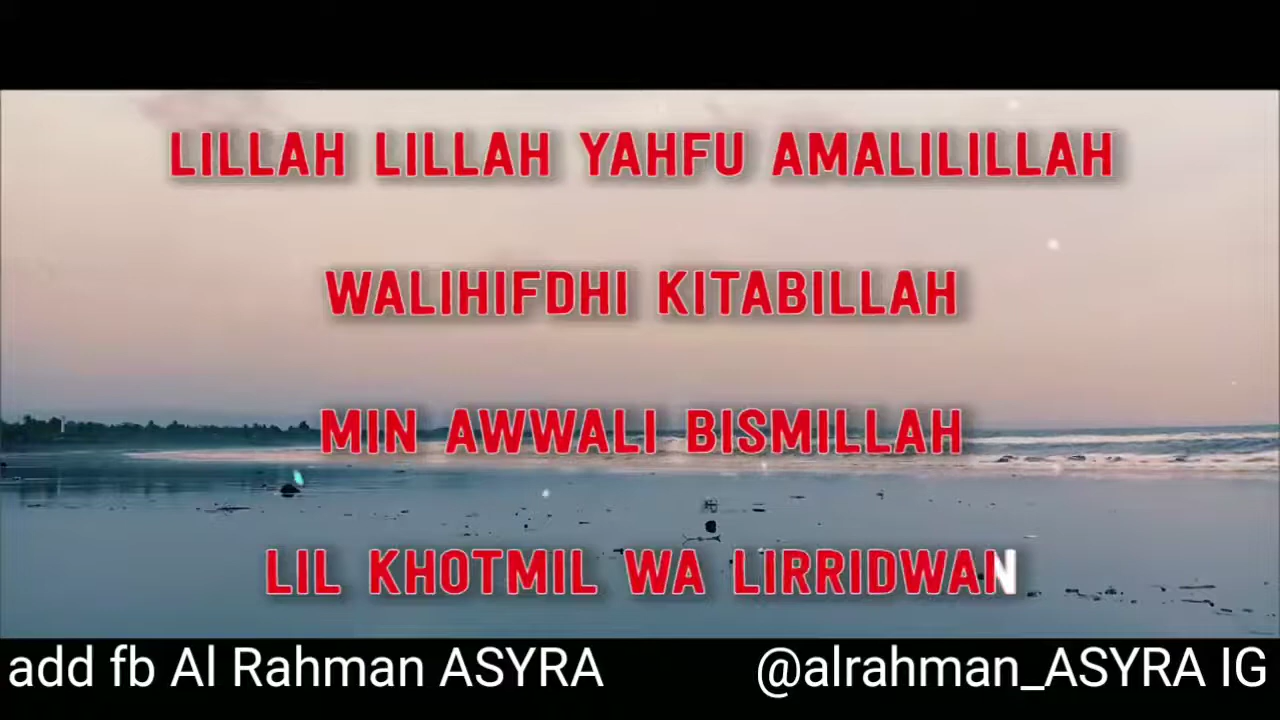 LILLAH LILLAH YAHFU AMALILILLAH
WALIHIFDHI KITABILLAH
MIN AWWALI BISMILLAH
LIL KHOTMIL WA LIRRIDWAN
add fb Al Rahman ASYRA
@alrahman_ASYRA IG